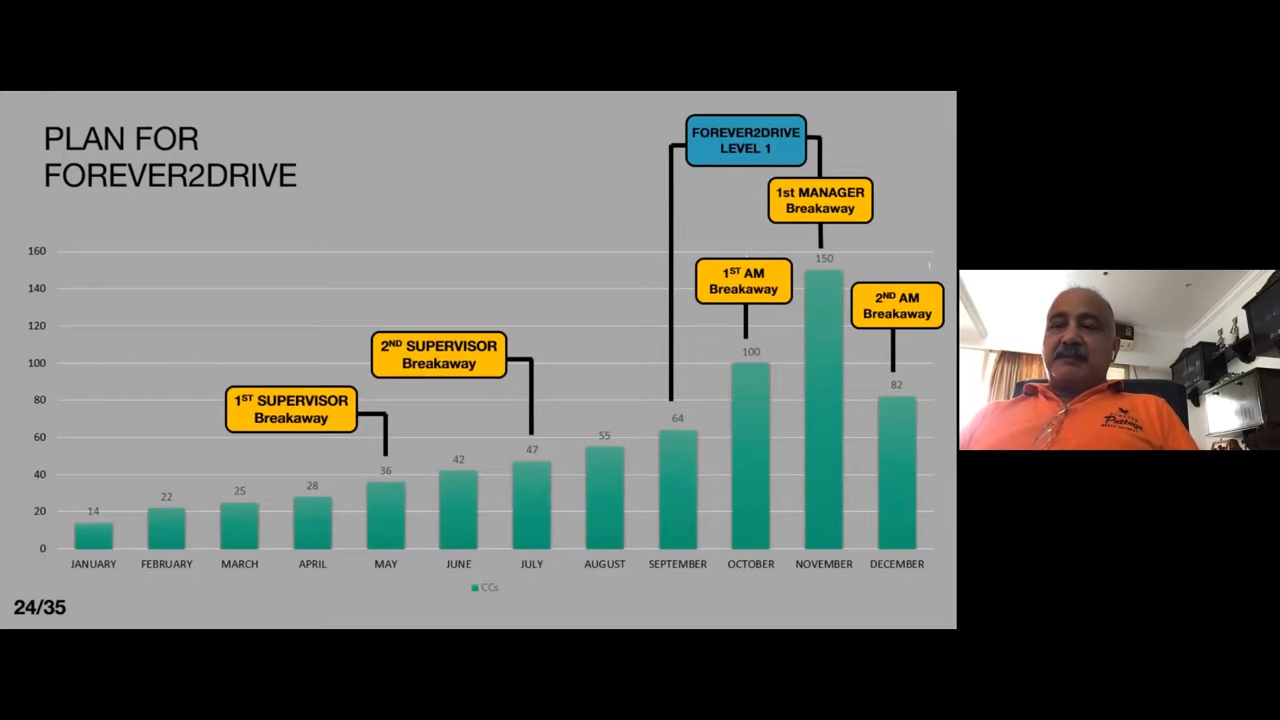 PLAN FOR
FOREVER2DRIVE
FOREVER2DRIVE
LEVEL 1
1st MANAGER
Breakaway
1ST AM
Breakaway
2ND AM
Breakaway
2ND SUPERVISOR
Breakaway
1ST SUPERVISOR
Breakaway
160
140
120
100
80
60
40
20
0
14
22
25
28
36
42
47
55
64
100
150
82
JANUARY
FEBRUARY
MARCH
APRIL
MAY
JUNE
JULY
AUGUST
SEPTEMBER
OCTOBER
NOVEMBER
DECEMBER
CCs
24/35
Pattaya